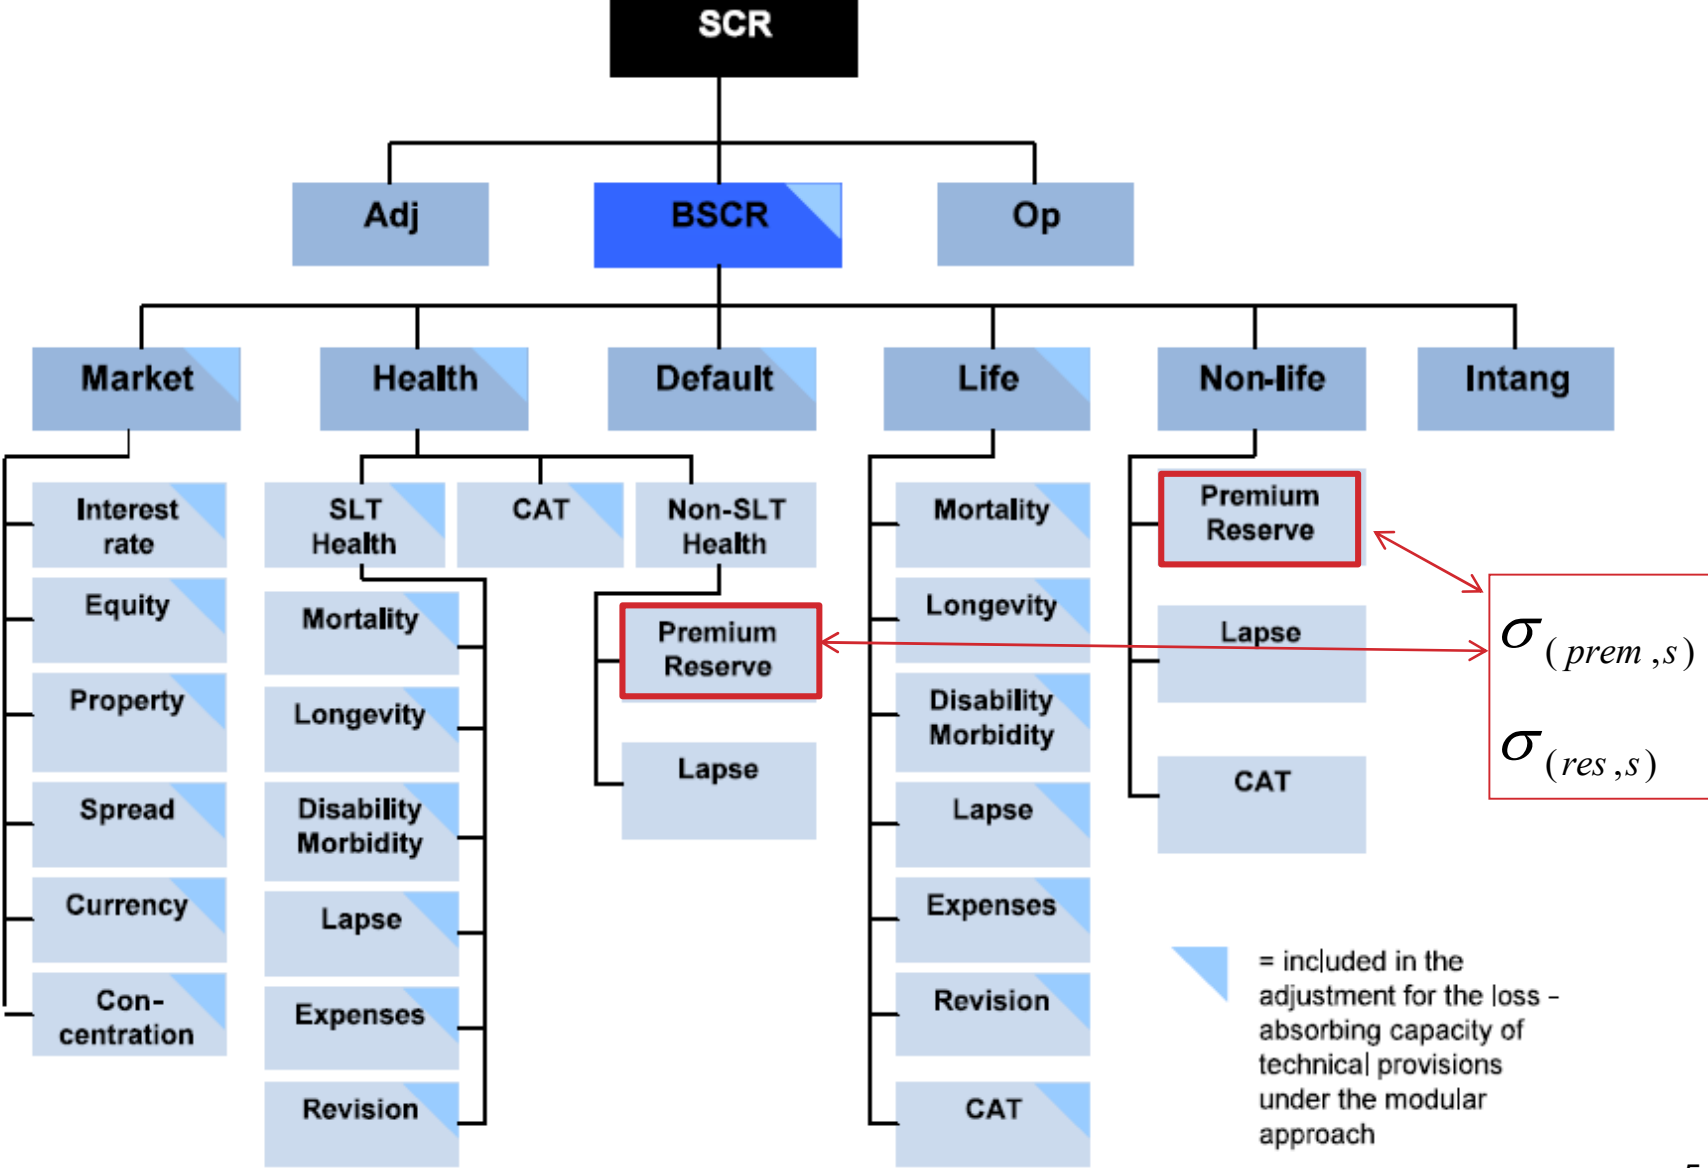 SCR
Adj
BSCR
Op
Market
Health
Default
Life
Non-life
Intang
Interest
rate
Equity
Property
Spread
Currency
Con-
centration
SLT
Health
CAT
Non-SLT
Health
Mortality
Longevity
Disability
Morbidity
Lapse
Expenses
Revision
Premium
Reserve
Lapse
Mortality
Longevity
Disability
Morbidity
Lapse
Expenses
Revision
CAT
Premium
Reserve
Lapse
CAT
σ(prem,s)
σ(res,s)
= included in the
adjustment for the loss –
absorbing capacity of
technical provisions
under the modular
approach